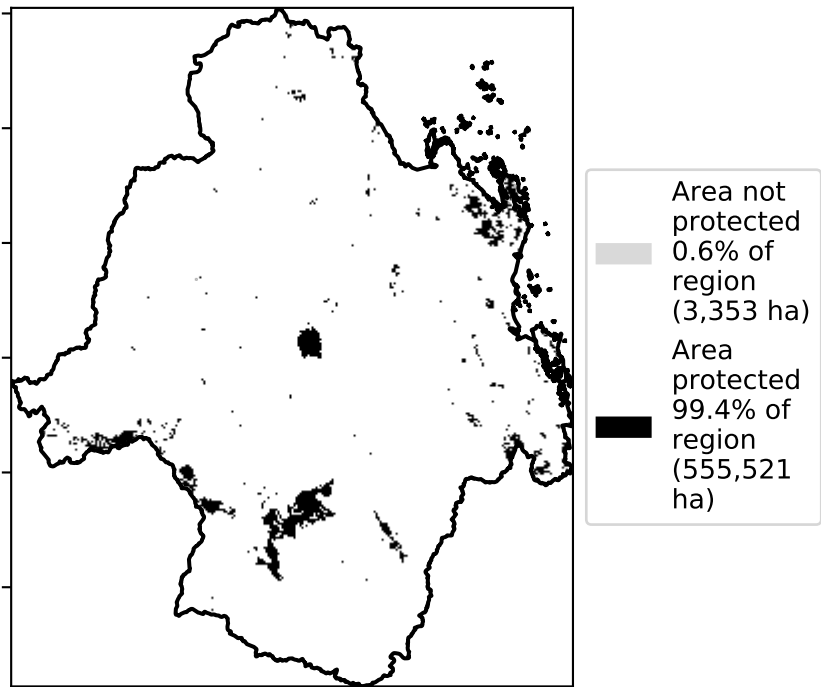 Area not
protected
0.6% of
region
(3,353 ha)
Area
protected
99.4% of
region
(555,521
ha)